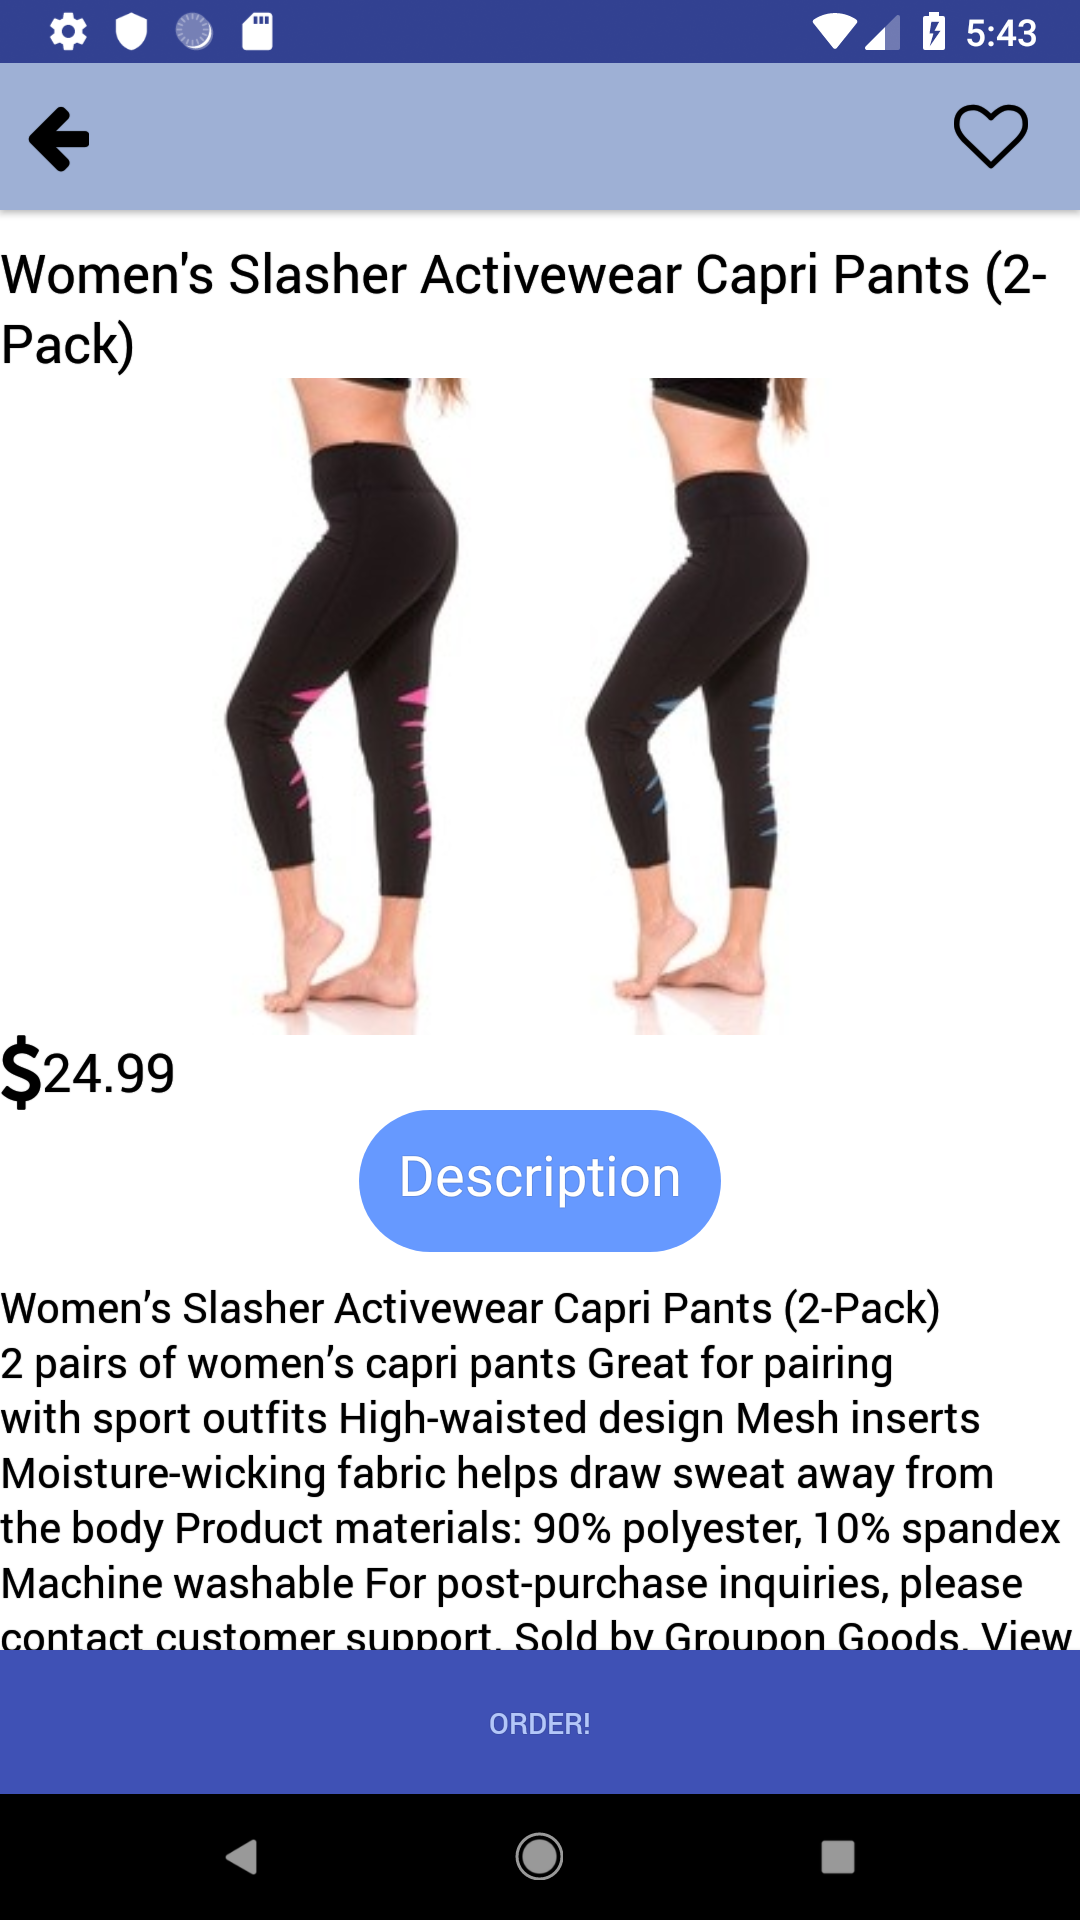 5:43
Women's Slasher Activewear Capri Pants (2-
Pack)
$24.99
Description
Women's Slasher Activewear Capri Pants (2-Pack)
2 pairs of women's capri pants Great for pairing
with sport outfits High-waisted design Mesh inserts
Moisture-wicking fabric helps draw sweat away from
the body Product materials: 90% polyester, 10% spandex
Machine washable For post-purchase inquiries, please
contact customer support. Sold by Groupon Goods. View
ORDER!